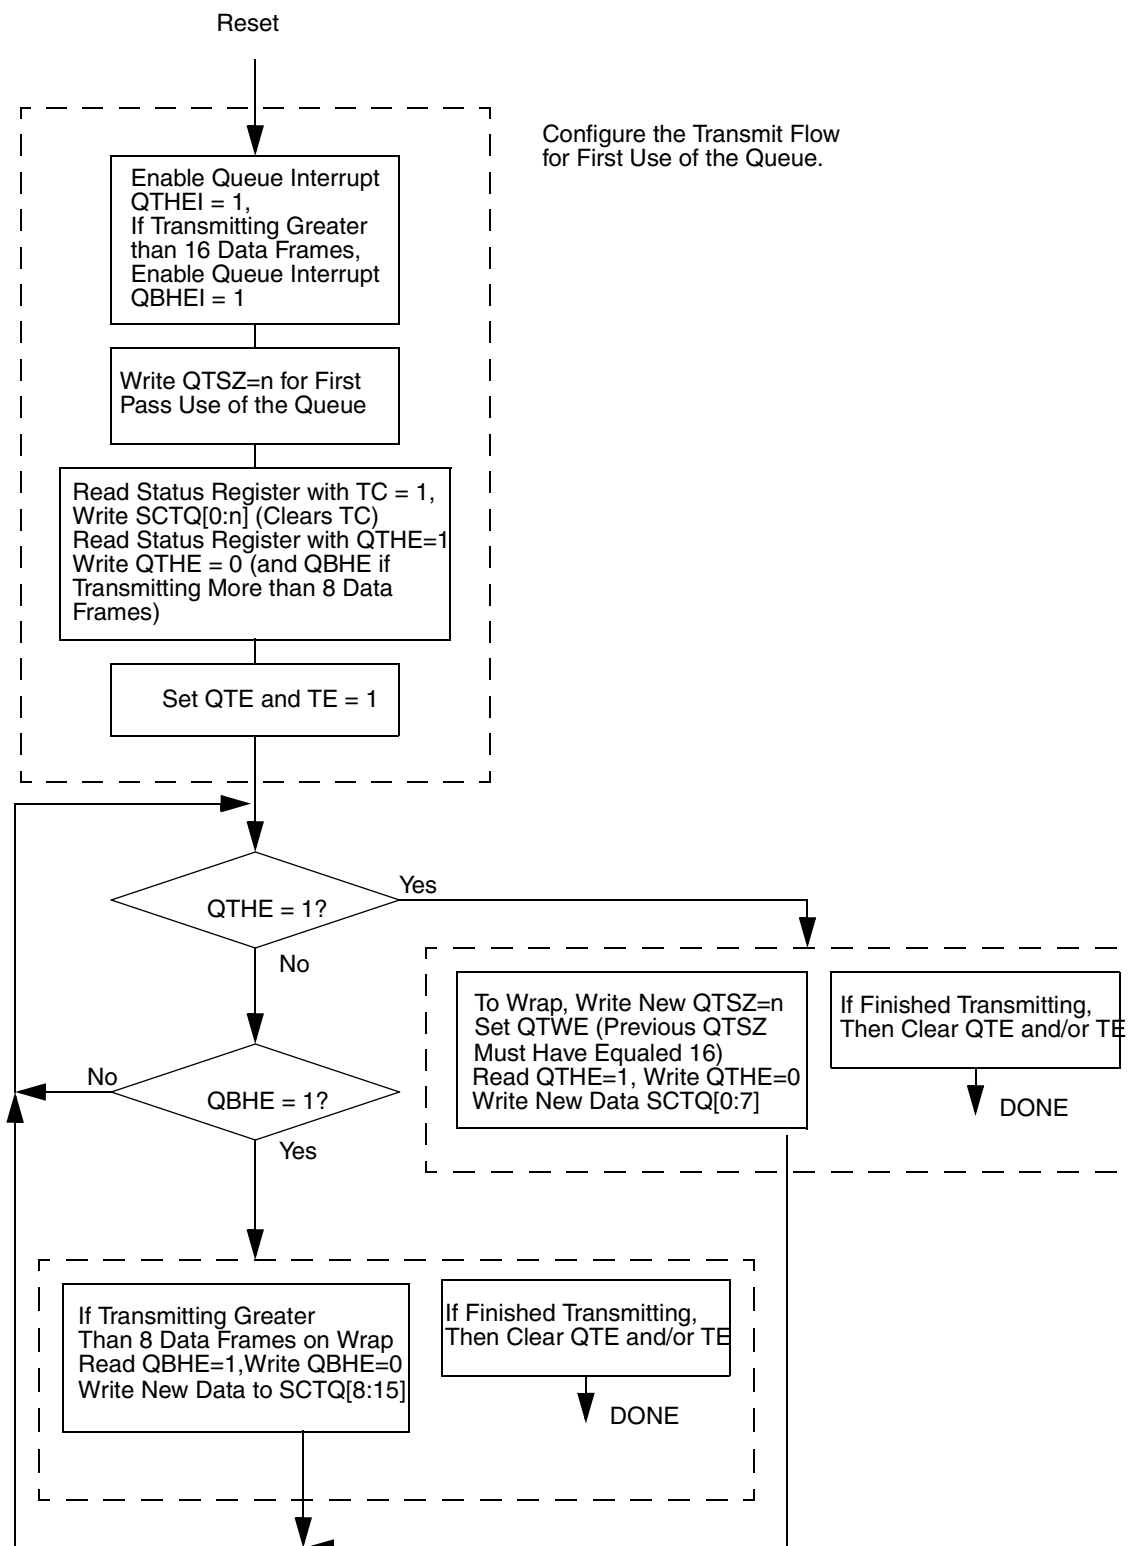 Reset
Configure the Transmit Flow
for First Use of the Queue.
Enable Queue Interrupt
QTHEI = 1,
If Transmitting Greater
than 16 Data Frames,
Enable Queue Interrupt
QBHEI = 1
Write QTSZ=n for First
Pass Use of the Queue
Read Status Register with TC = 1,
Write SCTQ[0:n] (Clears TC)
Read Status Register with QTHE=1
Write QTHE = 0 (and QBHE if
Transmitting More than 8 Data
Frames)
Set QTE and TE = 1
QTHE = 1?
Yes
No
To Wrap, Write New QTSZ=n
Set QTWE (Previous QTSZ
Must Have Equaled 16)
Read QTHE=1, Write QTHE=0
Write New Data SCTQ[0:7]
If Finished Transmitting,
Then Clear QTE and/or TE
DONE
No
QBHE = 1?
Yes
If Transmitting Greater
Than 8 Data Frames on Wrap
Read QBHE=1,Write QBHE=0
Write New Data to SCTQ[8:15]
If Finished Transmitting,
Then Clear QTE and/or TE
DONE